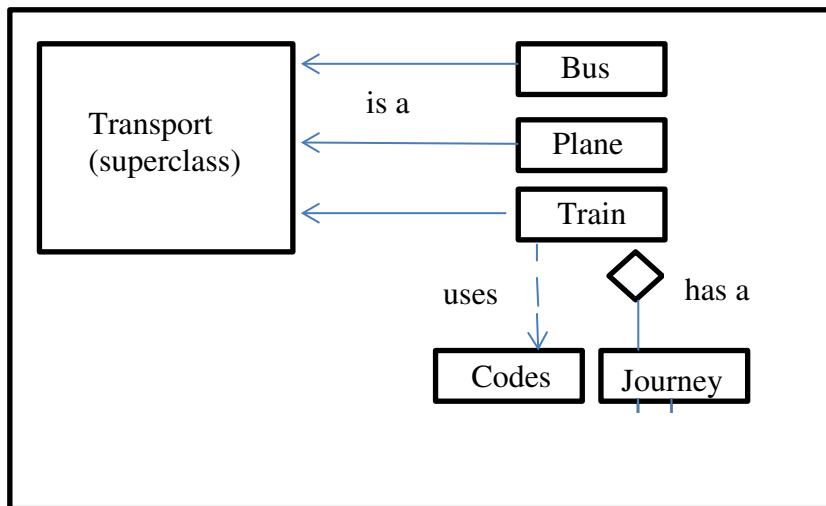 Bus
is a
Transport
(superclass)
Plane
Train
uses
has a
Codes
Journey